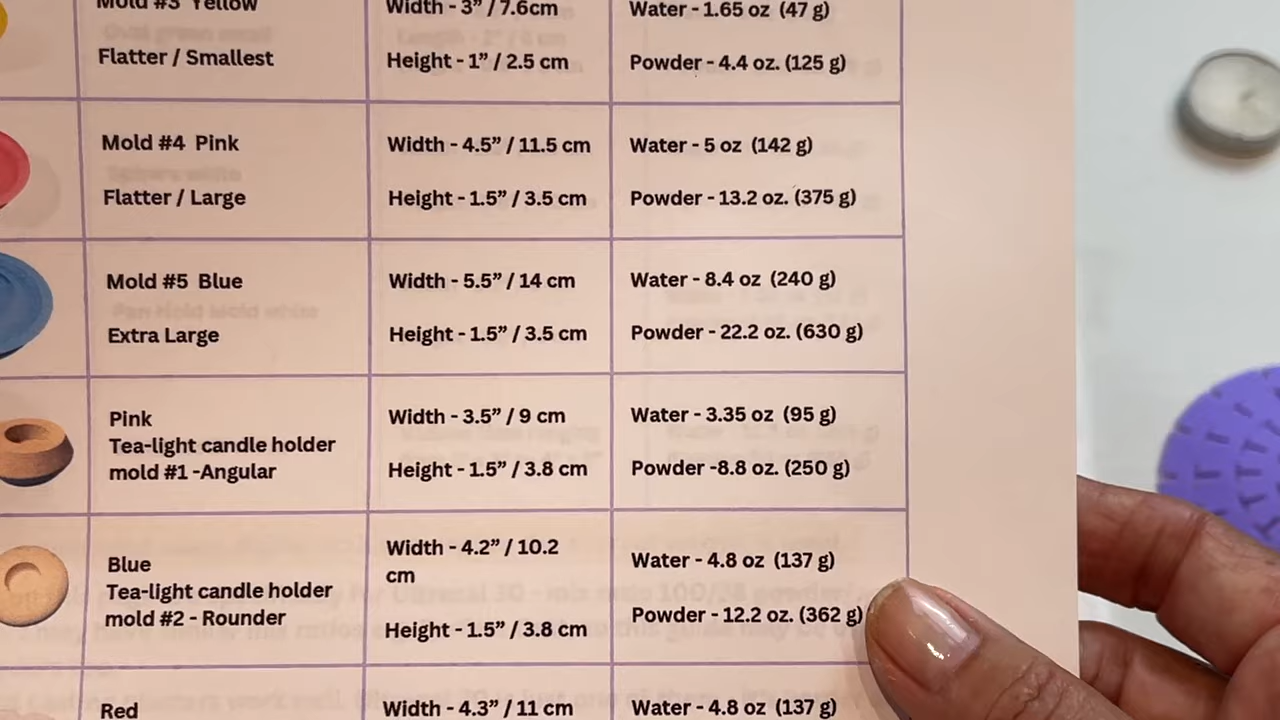 Mold #3 Yellow
Flatter / Smallest
Width - 3” / 7.6cm
Height - 1” / 2.5 cm
Water - 1.65 oz (47 g)
Powder - 4.4 oz. (125 g)
Mold #4 Pink
Flatter / Large
Width - 4.5” / 11.5 cm
Height - 1.5” / 3.5 cm
Water - 5 oz (142 g)
Powder - 13.2 oz. (375 g)
Mold #5 Blue
Extra Large
Width - 5.5” / 14 cm
Height - 1.5” / 3.5 cm
Water - 8.4 oz (240 g)
Powder - 22.2 oz. (630 g)
Pink
Tea-light candle holder
mold #1 -Angular
Width - 3.5” / 9 cm
Height - 1.5” / 3.8 cm
Water - 3.35 oz (95 g)
Powder -8.8 oz. (250 g)
Blue
Tea-light candle holder
mold #2 - Rounder
Width - 4.2” / 10.2
cm
Height - 1.5” / 3.8 cm
Water - 4.8 oz (137 g)
Powder - 12.2 oz. (362 g)
Red
Width - 4.3” / 11 cm
Water - 4.8 oz (137 g)